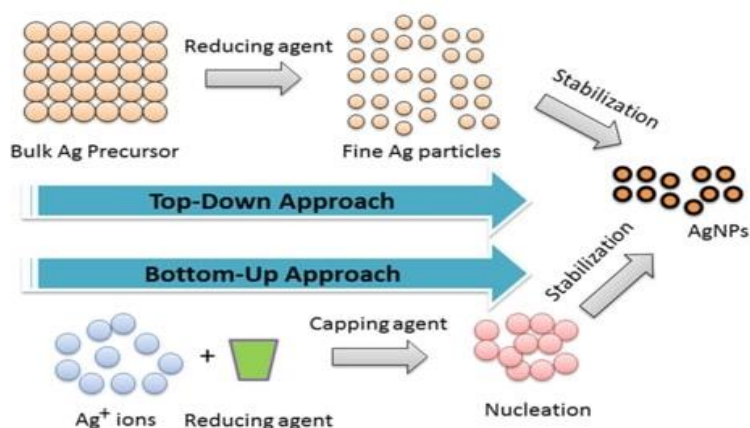 Reducing agent
Stabilization
Bulk Ag Precursor
Fine Ag particles
Top-Down Approach
AgNPs
Bottom-Up Approach
Stabilization
Capping agent
+
Ag⁺ ions
Reducing agent
Nucleation